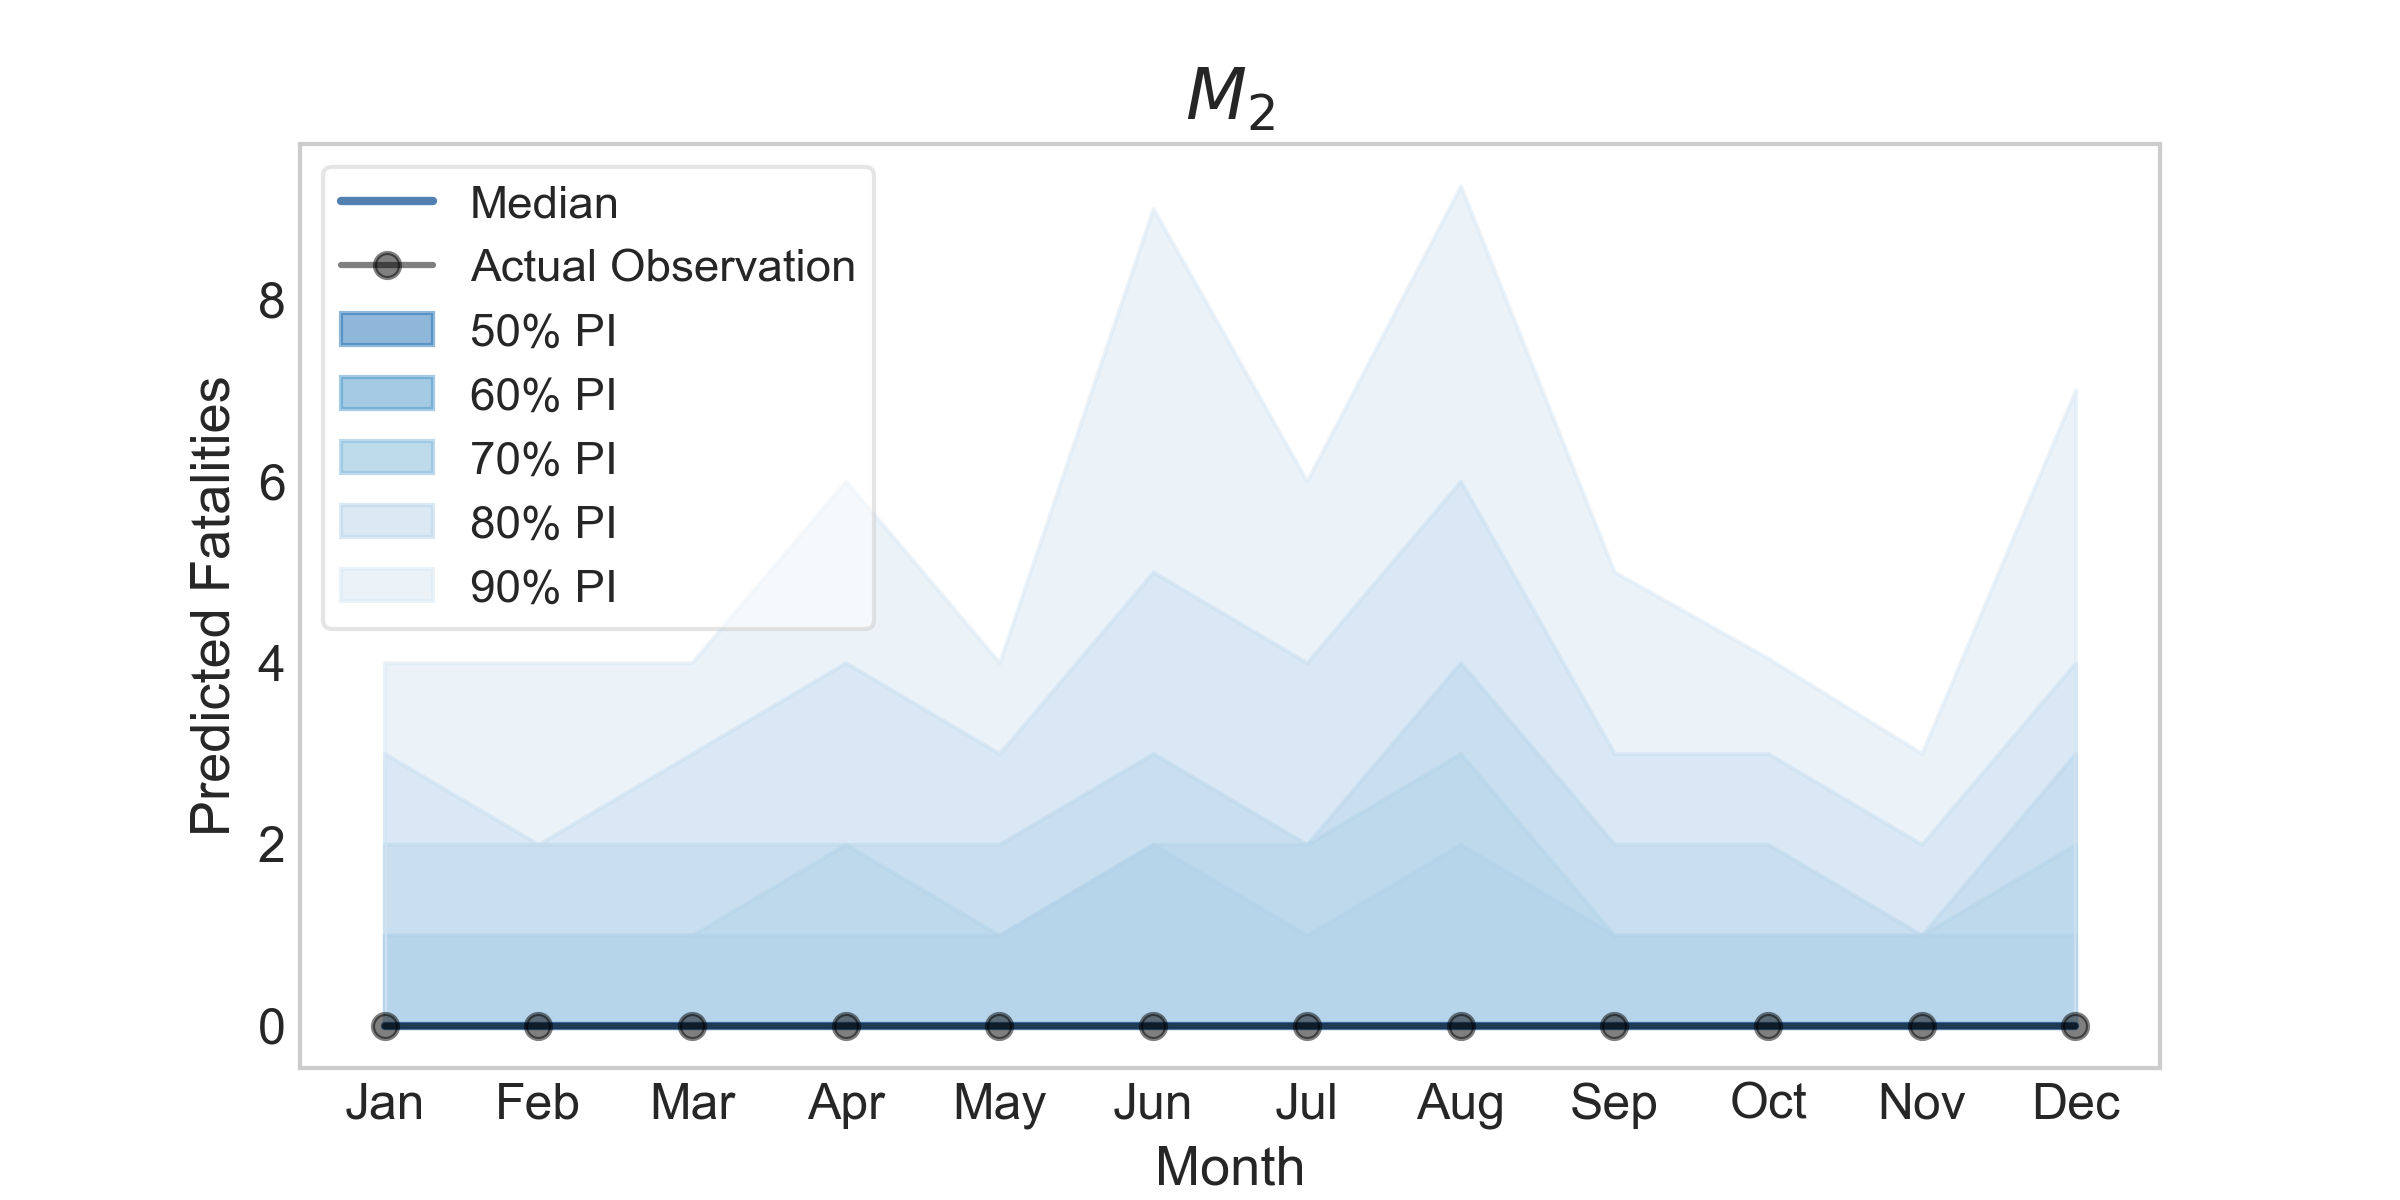 M2
Median
Actual Observation
50% PI
60% PI
70% PI
80% PI
90% PI
Predicted Fatalities
8
6
4
2
0
Jan Feb Mar Apr May Jun Jul Aug Sep Oct Nov Dec
Month